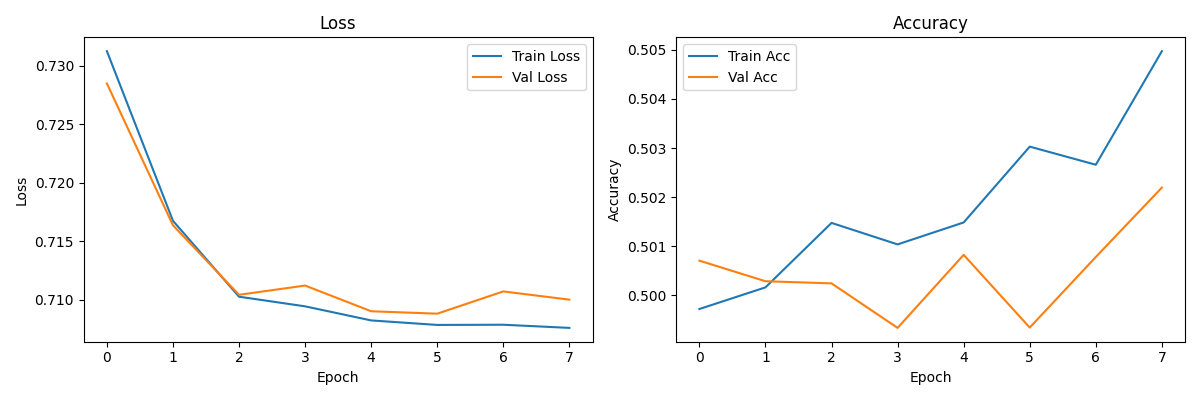 Loss
Train Loss
Val Loss
0.730
0.725
0.720
0.715
0.710
Loss
0 1 2 3 4 5 6 7
Epoch
Accuracy
Train Acc
Val Acc
0.505
0.504
0.503
0.502
0.501
0.500
Accuracy
0 1 2 3 4 5 6 7
Epoch